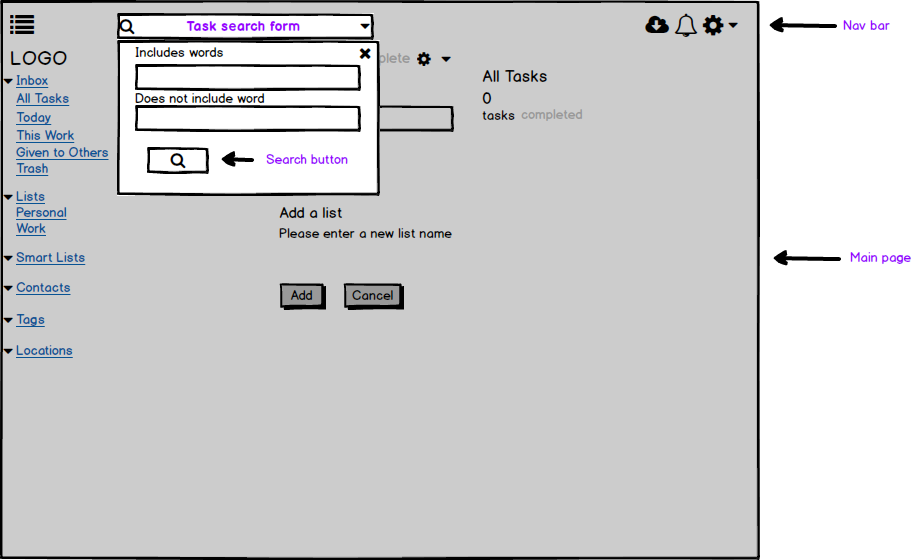 Task search form
Nav bar
LOGO
Includes words
plete
Does not include word
Search button
Inbox
All Tasks
Today
This Work
Given to Others
Trash
Lists
Personal
Work
Smart Lists
Contacts
Tags
Locations
All Tasks
0
tasks completed
Add a list
Please enter a new list name
Add
Cancel
Main page